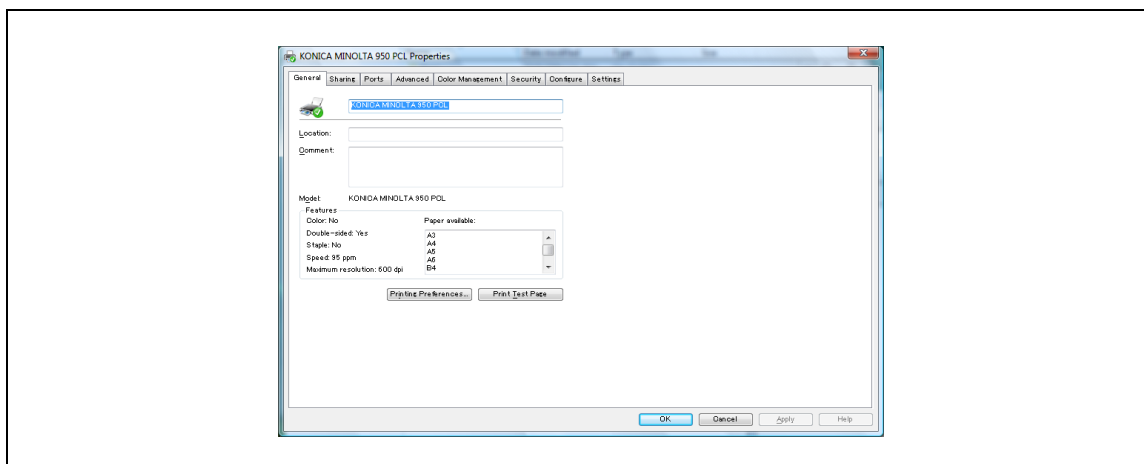 KONICA MINOLTA 950 PCL Properties
General Sharing Ports Advanced Color Management Security Configure Settings
KONICA MINOLTA 950 PCL
Location:
Comment:
Model: KONICA MINOLTA 950 PCL
Features
Color: No Paper available:
Double-sided: Yes A3
Staple: No A4
A5
Speed: 95 ppm A6
Maximum resolution: 600 dpi B4
Printing Preferences... Print Test Page
OK Cancel Apply Help